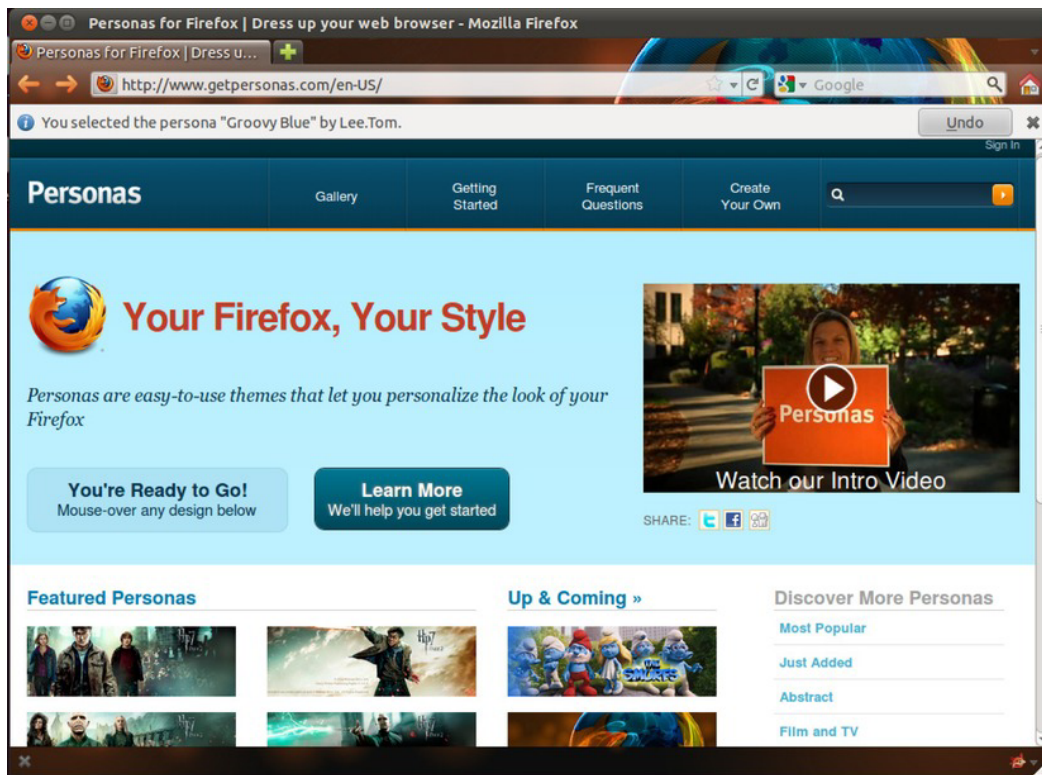 Personas for Firefox | Dress up your web browser - Mozilla Firefox
Personas for Firefox | Dress u...
http://www.getpersonas.com/en-US/
Google
You selected the persona "Groovy Blue" by Lee.Tom.
Undo
Sign In
Personas
Gallery
Getting
Started
Frequent
Questions
Create
Your Own
Your Firefox, Your Style
Personas are easy-to-use themes that let you personalize the look of your
Firefox
Personas
Watch our Intro Video
You're Ready to Go!
Mouse-over any design below
Learn More
We'll help you get started
SHARE:
Featured Personas
Up & Coming »
Discover More Personas
Most Popular
Just Added
Abstract
Film and TV
THE
SMURFS